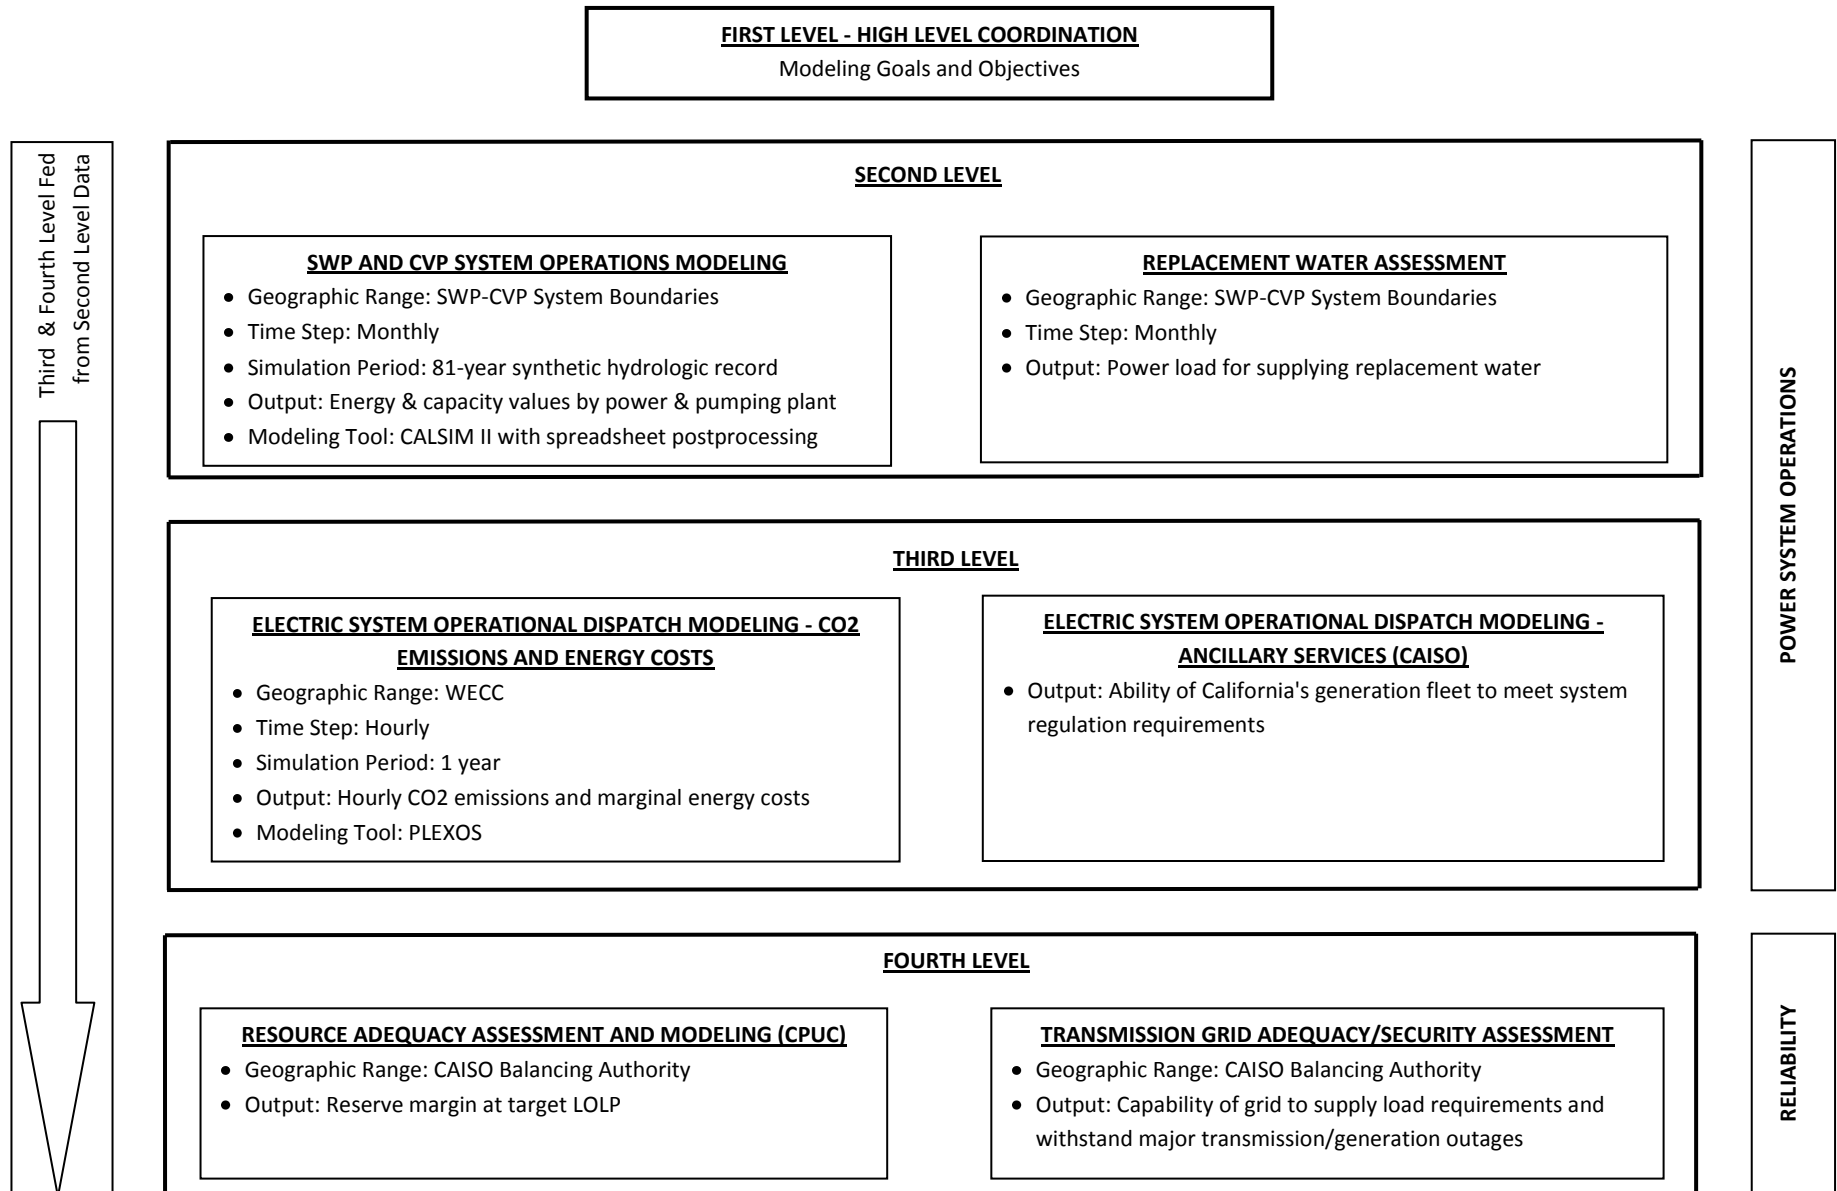 FIRST LEVEL - HIGH LEVEL COORDINATION
Modeling Goals and Objectives
Third & Fourth Level Fed
from Second Level Data
SECOND LEVEL
SWP AND CVP SYSTEM OPERATIONS MODELING
• Geographic Range: SWP-CVP System Boundaries
• Time Step: Monthly
• Simulation Period: 81-year synthetic hydrologic record
• Output: Energy & capacity values by power & pumping plant
• Modeling Tool: CALSIM II with spreadsheet postprocessing
REPLACEMENT WATER ASSESSMENT
• Geographic Range: SWP-CVP System Boundaries
• Time Step: Monthly
• Output: Power load for supplying replacement water
POWER SYSTEM OPERATIONS
THIRD LEVEL
ELECTRIC SYSTEM OPERATIONAL DISPATCH MODELING - CO2
EMISSIONS AND ENERGY COSTS
• Geographic Range: WECC
• Time Step: Hourly
• Simulation Period: 1 year
• Output: Hourly CO2 emissions and marginal energy costs
• Modeling Tool: PLEXOS
ELECTRIC SYSTEM OPERATIONAL DISPATCH MODELING -
ANCILLARY SERVICES (CAISO)
• Output: Ability of California's generation fleet to meet system
regulation requirements
FOURTH LEVEL
RESOURCE ADEQUACY ASSESSMENT AND MODELING (CPUC)
• Geographic Range: CAISO Balancing Authority
• Output: Reserve margin at target LOLP
TRANSMISSION GRID ADEQUACY/SECURITY ASSESSMENT
• Geographic Range: CAISO Balancing Authority
• Output: Capability of grid to supply load requirements and
withstand major transmission/generation outages
RELIABILITY